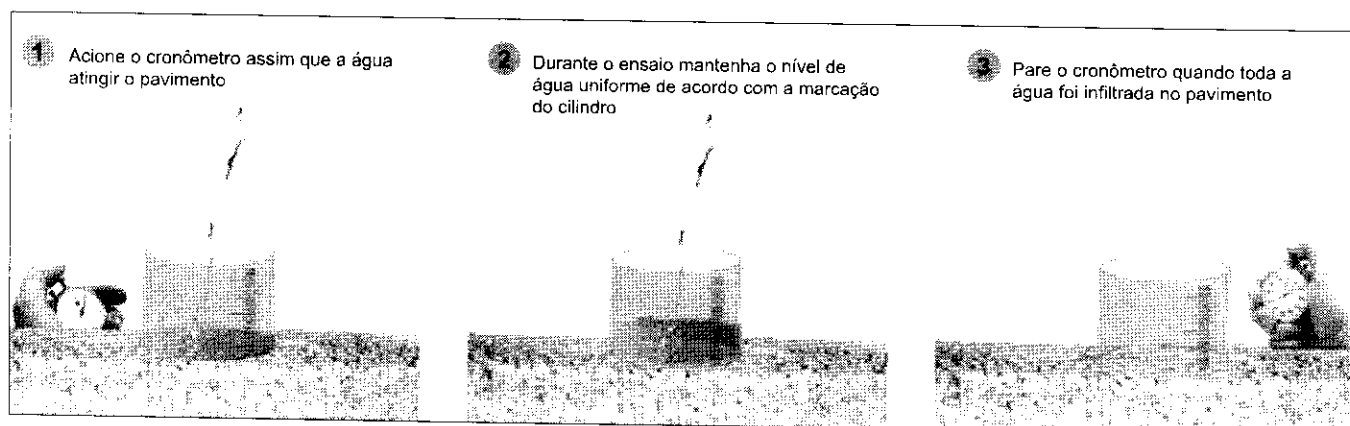 1 Acione o cronômetro assim que a água
atingir o pavimento
2 Durante o ensaio mantenha o nível de
água uniforme de acordo com a marcação
do cilindro
3 Pare o cronômetro quando toda a
água foi infiltrada no pavimento